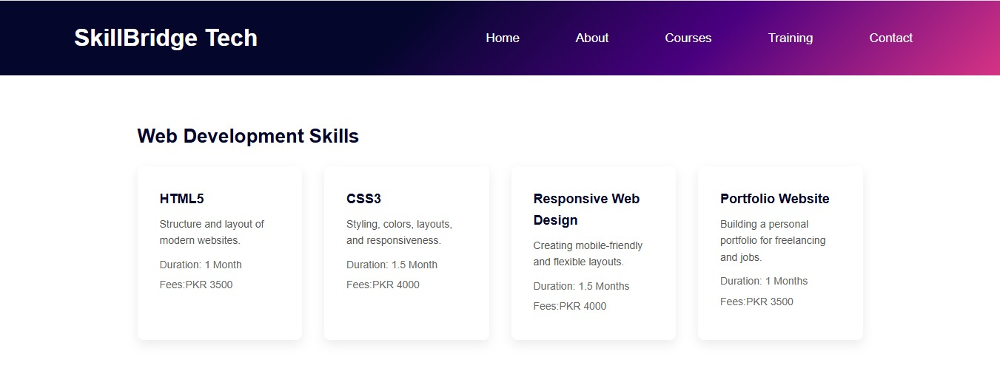 SkillBridge Tech
Home About Courses Training Contact
Web Development Skills
HTML5
Structure and layout of
modern websites.
Duration: 1 Month
Fees:PKR 3500
CSS3
Styling, colors, layouts,
and responsiveness.
Duration: 1.5 Month
Fees:PKR 4000
Responsive Web
Design
Creating mobile-friendly
and flexible layouts.
Duration: 1.5 Months
Fees:PKR 4000
Portfolio Website
Building a personal
portfolio for freelancing
and jobs.
Duration: 1 Months
Fees:PKR 3500